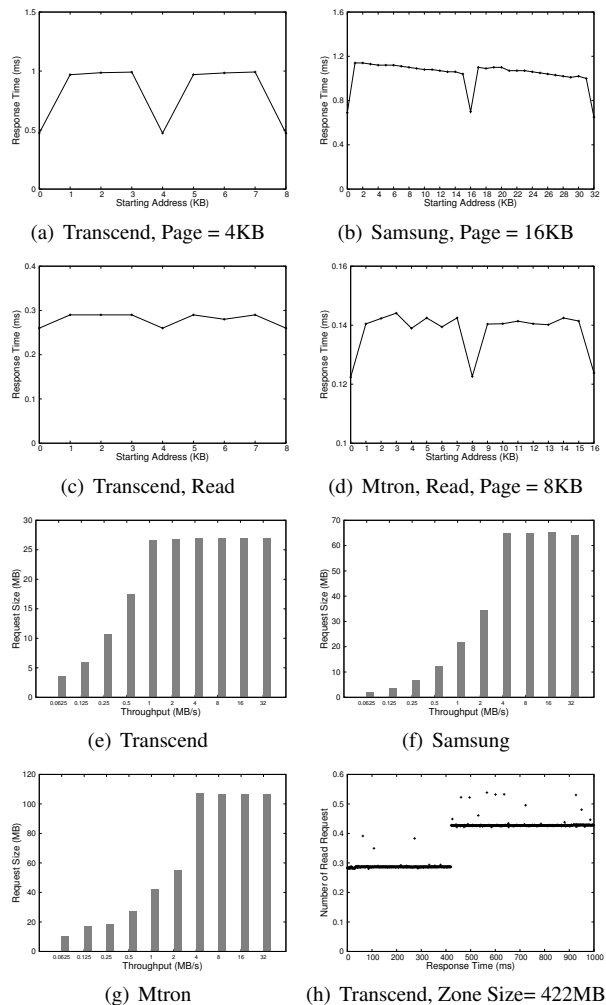 1.5
1
0.5
0
Response Time (ms)
0 1 2 3 4 5 6 7 8
Starting Address (KB)
(a) Transcend, Page = 4KB
1.6
1.2
0.8
0.4
0
Response Time (ms)
0 2 4 6 8 10 12 14 16 18 20 22 24 26 28 30 32
Starting Address (KB)
(b) Samsung, Page = 16KB
0.4
0.3
0.2
0.1
0
Response Time (ms)
0 1 2 3 4 5 6 7 8
Starting Address (KB)
(c) Transcend, Read
0.16
0.14
0.12
0.1
Response Time (ms)
0 1 2 3 4 5 6 7 8 9 10 11 12 13 14 15 16
Starting Address (KB)
(d) Mtron, Read, Page = 8KB
30
25
20
15
10
5
0
Request Size (MB)
0.0625 0.125 0.25 0.5 1 2 4 8 16 32
Throughput (MB/s)
(e) Transcend
70
60
50
40
30
20
10
0
Request Size (MB)
0.0625 0.125 0.25 0.5 1 2 4 8 16 32
Throughput (MB/s)
(f) Samsung
120
100
80
60
40
20
0
Request Size (MB)
0.0625 0.125 0.25 0.5 1 2 4 8 16 32
Throughput (MB/s)
(g) Mtron
0.6
0.5
0.4
0.3
0.2
0.1
0
Number of Read Request
0 100 200 300 400 500 600 700 800 900 1000
Response Time (ms)
(h) Transcend, Zone Size= 422MB